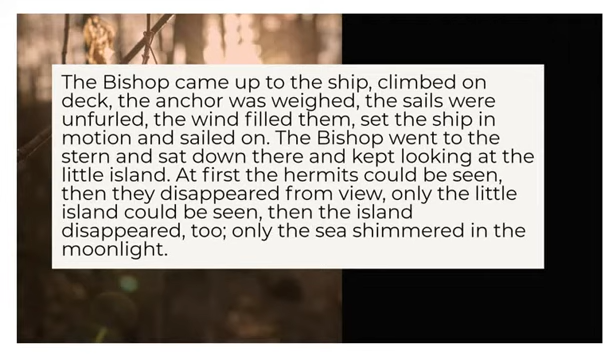 The Bishop came up to the ship, climbed on
deck, the anchor was weighed, the sails were
unfurled, the wind filled them, set the ship in
motion and sailed on. The Bishop went to the
stern and sat down there and kept looking at the
little island. At first the hermits could be seen,
then they disappeared from view, only the little
island could be seen, then the island
disappeared, too; only the sea shimmered in the
moonlight.